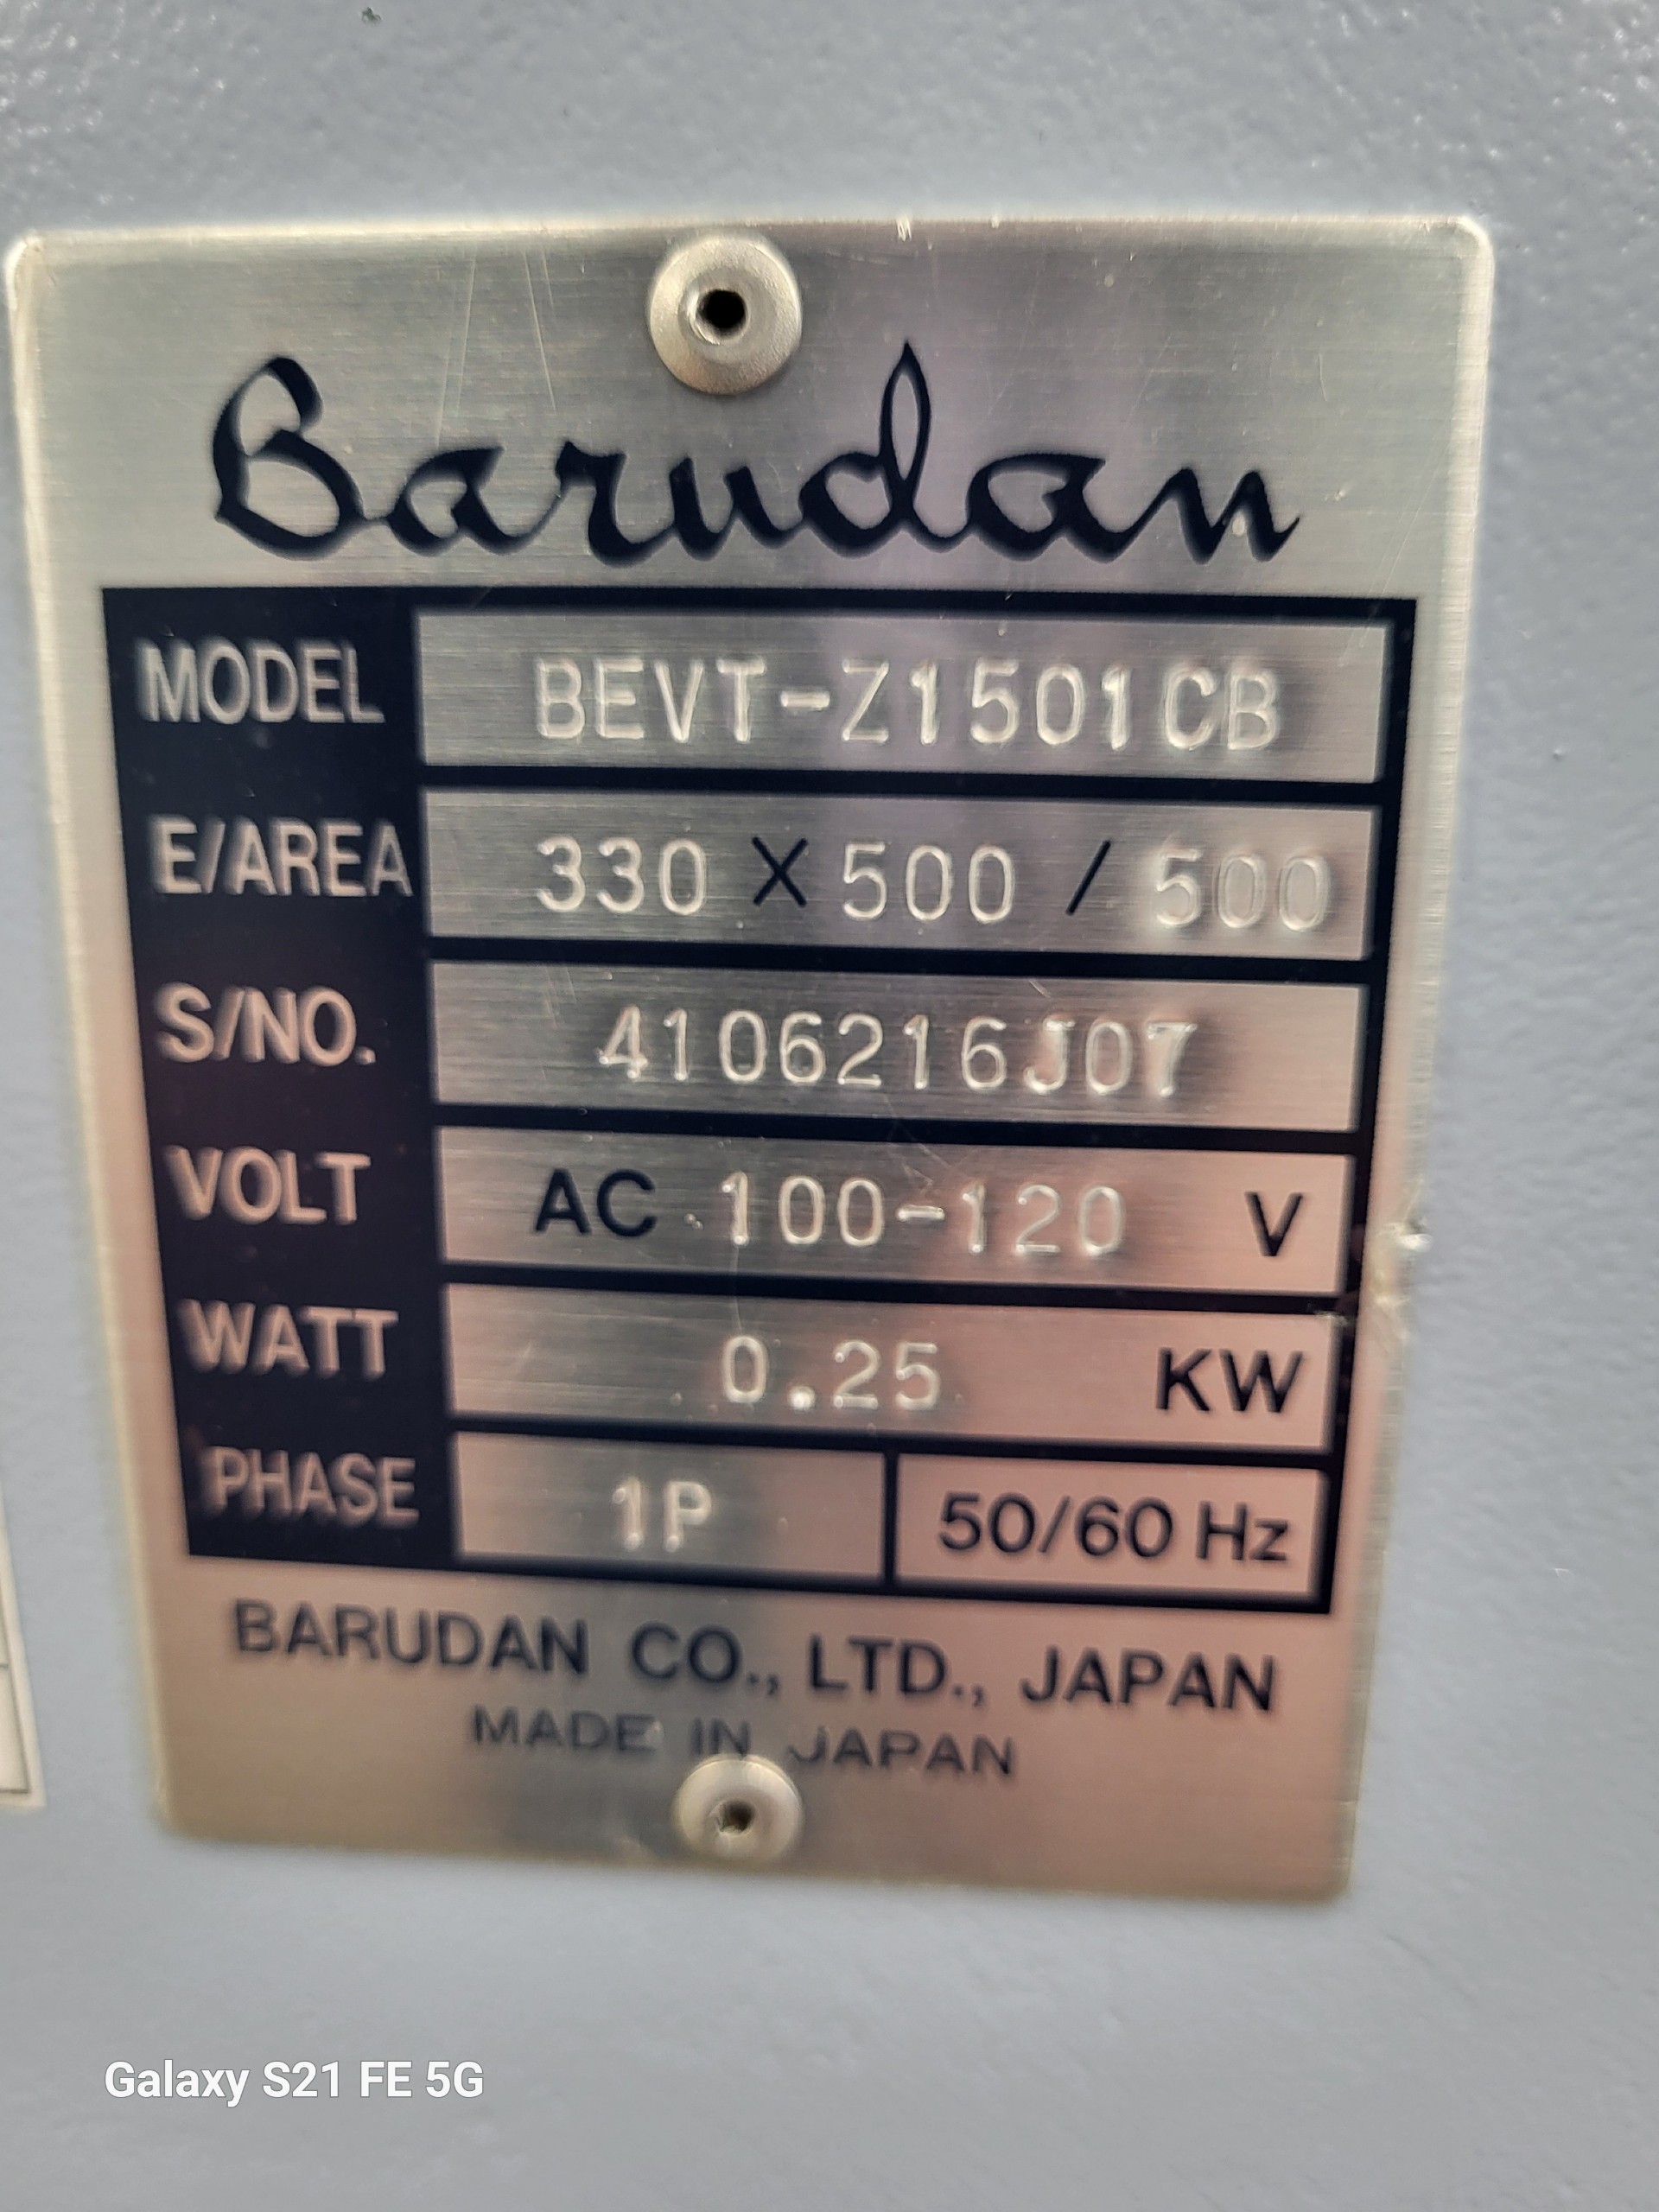 Barudan
MODEL BEVT-Z1501CB
E/AREA 330 X 500 / 500
S/NO. 4106216J07
VOLT AC 100-120 V
WATT 0.25 KW
PHASE 1P 50/60 Hz
BARUDAN CO., LTD., JAPAN
MADE IN JAPAN
Galaxy S21 FE 5G